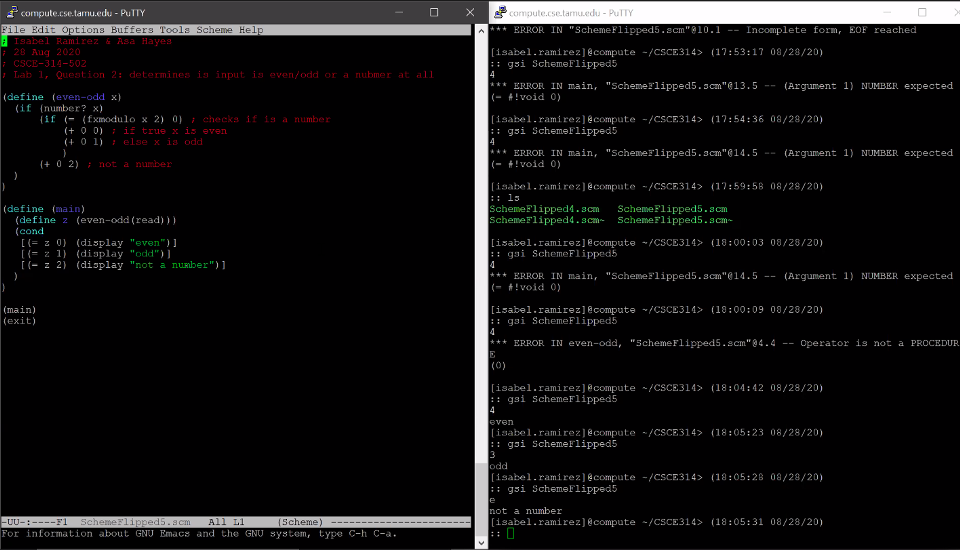 compute.cse.tamu.edu - PuTTY
File Edit Options Buffers Tools Scheme Help
; Isabel Ramirez & Asa Hayes
; 28 Aug 2020
; CSCE-314-502
; Lab 1, Question 2: determines is input is even/odd or a nubmer at all
(define (even-odd x)
(if (number? x)
(if (= (fxmodulo x 2) 0) ; checks if is a number
(+ 0 0) ; if true x is even
(+ 0 1) ; else x is odd
)
(+ 0 2) ; not a number
)
)
(define (main)
(define z (even-odd(read)))
(cond
[(= z 0) (display "even")]
[(= z 1) (display "odd")]
[(= z 2) (display "not a number")]
)
)
(main)
(exit)
-UU-:----F1 SchemeFlipped5.scm All L1 (Scheme) --------------------
For information about GNU Emacs and the GNU system, type C-h C-a.
compute.cse.tamu.edu - PuTTY
*** ERROR IN "SchemeFlipped5.scm"@10.1 -- Incomplete form, EOF reached
[isabel.ramirez]@compute ~/CSCE314> (17:53:17 08/28/20)
:: gsi SchemeFlipped5
4
*** ERROR IN main, "SchemeFlipped5.scm"@13.5 -- (Argument 1) NUMBER expected
(= #!void 0)
[isabel.ramirez]@compute ~/CSCE314> (17:54:36 08/28/20)
:: gsi SchemeFlipped5
4
*** ERROR IN main, "SchemeFlipped5.scm"@14.5 -- (Argument 1) NUMBER expected
(= #!void 0)
[isabel.ramirez]@compute ~/CSCE314> (17:59:58 08/28/20)
:: ls
SchemeFlipped4.scm SchemeFlipped5.scm
SchemeFlipped4.scm~ SchemeFlipped5.scm~
[isabel.ramirez]@compute ~/CSCE314> (18:00:03 08/28/20)
:: gsi SchemeFlipped5
4
*** ERROR IN main, "SchemeFlipped5.scm"@14.5 -- (Argument 1) NUMBER expected
(= #!void 0)
[isabel.ramirez]@compute ~/CSCE314> (18:00:09 08/28/20)
:: gsi SchemeFlipped5
4
*** ERROR IN even-odd, "SchemeFlipped5.scm"@4.4 -- Operator is not a PROCEDUR
E
(0)
[isabel.ramirez]@compute ~/CSCE314> (18:04:42 08/28/20)
:: gsi SchemeFlipped5
4
even
[isabel.ramirez]@compute ~/CSCE314> (18:05:23 08/28/20)
:: gsi SchemeFlipped5
3
odd
[isabel.ramirez]@compute ~/CSCE314> (18:05:28 08/28/20)
:: gsi SchemeFlipped5
e
not a number
[isabel.ramirez]@compute ~/CSCE314> (18:05:31 08/28/20)
::